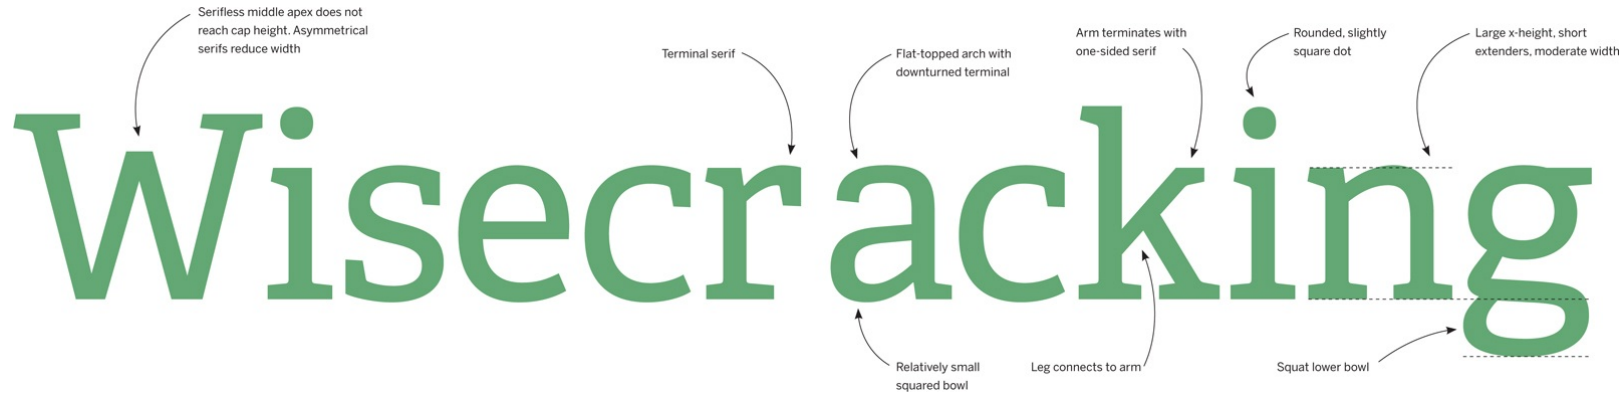 Serifless middle apex does not
reach cap height. Asymmetrical
serifs reduce width
Terminal serif
Flat-topped arch with
downturned terminal
Arm terminates with
one-sided serif
Rounded, slightly
square dot
Large x-height, short
extenders, moderate width
Wisecracking
Relatively small
squared bowl
Leg connects to arm
Squat lower bowl